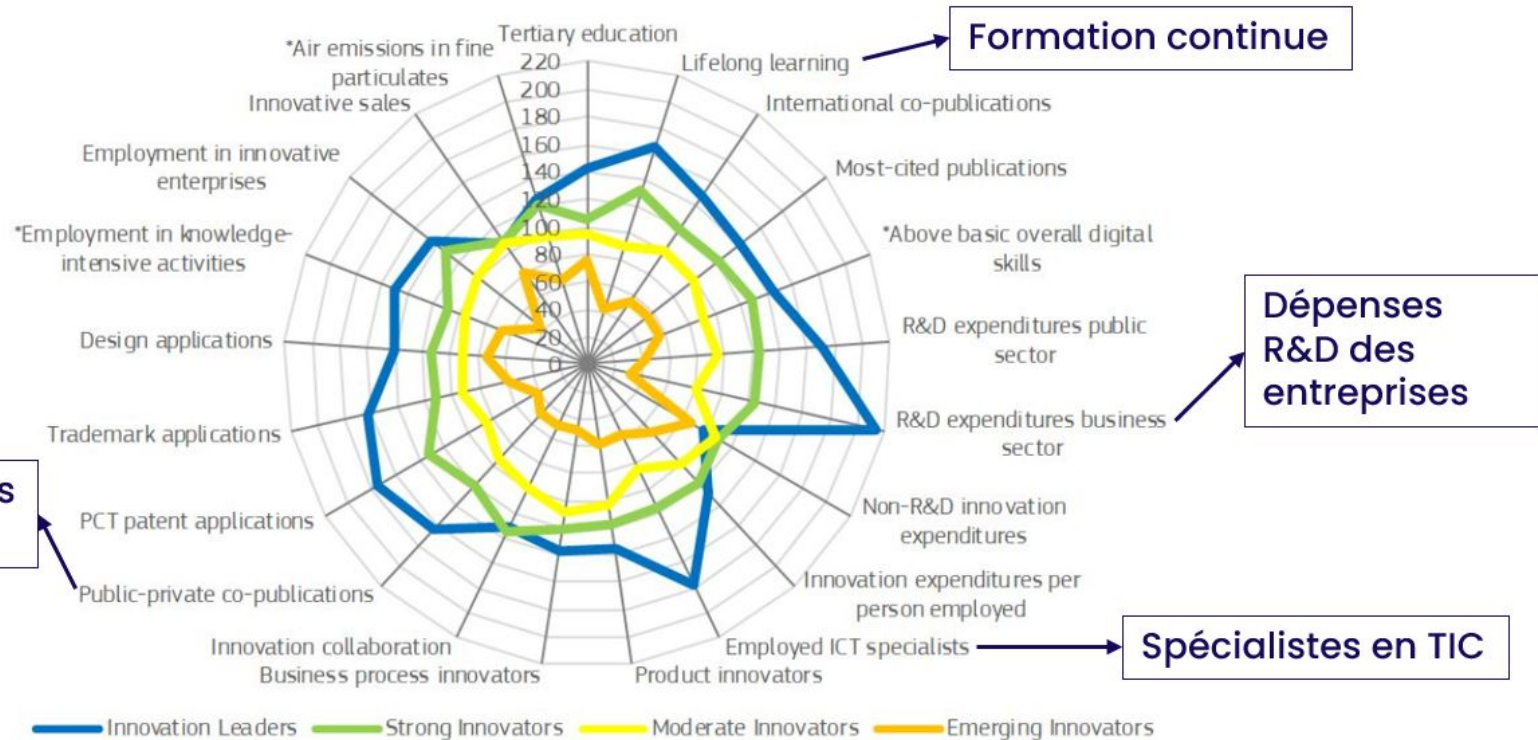 Tertiary education
*Air emissions in fine
particulates
Innovative sales
Employment in innovative
enterprises
*Employment in knowledge-
intensive activities
Design applications
Trademark applications
PCT patent applications
Public-private co-publications
Innovation collaboration
Business process innovators
Product innovators
Employed ICT specialists
Innovation expenditures per
person employed
Non-R&D innovation
expenditures
R&D expenditures business
sector
R&D expenditures public
sector
*Above basic overall digital
skills
Most-cited publications
International co-publications
Lifelong learning
220
200
180
160
140
120
100
80
60
40
20
0
Formation continue
Dépenses
R&D des
entreprises
Spécialistes en TIC
s
Innovation Leaders
Strong Innovators
Moderate Innovators
Emerging Innovators